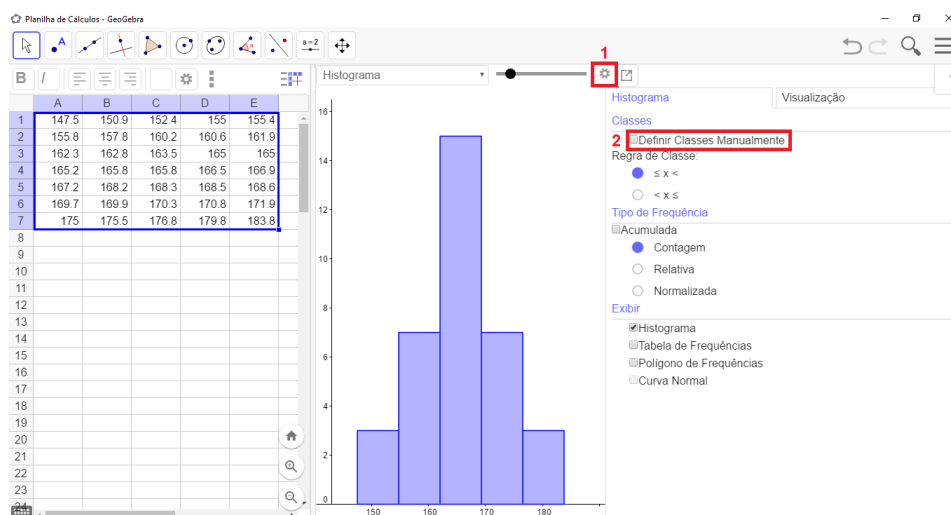 Planilha de Cálculos - GeoGebra
A
a=2
1
B I
Histograma
Histograma Visualização
A B C D E
1 147.5 150.9 152.4 155 155.4
2 155.8 157.8 160.2 160.6 161.9
3 162.3 162.8 163.5 165 165
4 165.2 165.8 165.8 166.5 166.9
5 167.2 168.2 168.3 168.5 168.6
6 169.7 169.9 170.3 170.8 171.9
7 175 175.5 176.8 179.8 183.8
8
9
10
11
12
13
14
15
16
17
18
19
20
21
22
23
24
16
14
12
10
8
6
4
2
0
150 160 170 180
Classes
2 Definir Classes Manualmente
Regra de Classe:
≤ x <
< x ≤
Tipo de Frequência
Acumulada
Contagem
Relativa
Normalizada
Exibir
Histograma
Tabela de Frequências
Polígono de Frequências
Curva Normal